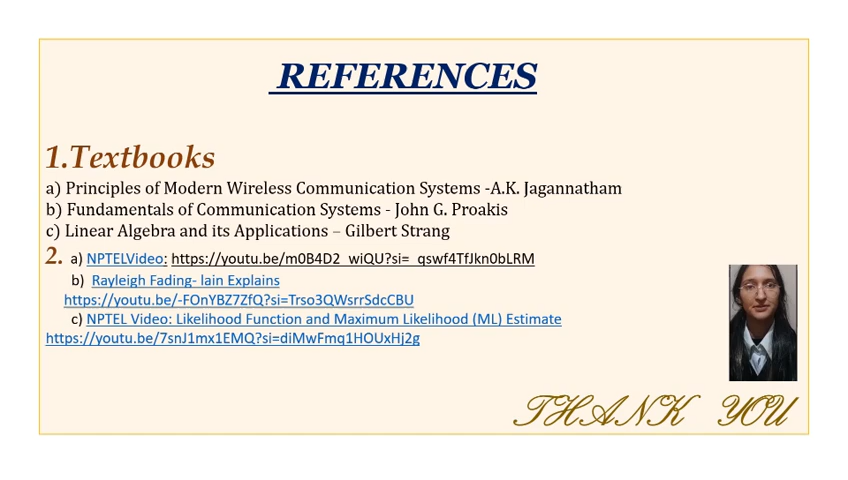 REFERENCES
1.Textbooks
a) Principles of Modern Wireless Communication Systems -A.K. Jagannatham
b) Fundamentals of Communication Systems - John G. Proakis
c) Linear Algebra and its Applications – Gilbert Strang
2. a) NPTELVideo: https://youtu.be/m0B4D2_wiQU?si=_qswf4TfJkn0bLRM
b) Rayleigh Fading- lain Explains
https://youtu.be/-FOnYBZ7ZfQ?si=Trso3QWsrrSdcCBU
c) NPTEL Video: Likelihood Function and Maximum Likelihood (ML) Estimate
https://youtu.be/7snJ1mx1EMQ?si=diMwFmq1HOUxHj2g
THANK YOU